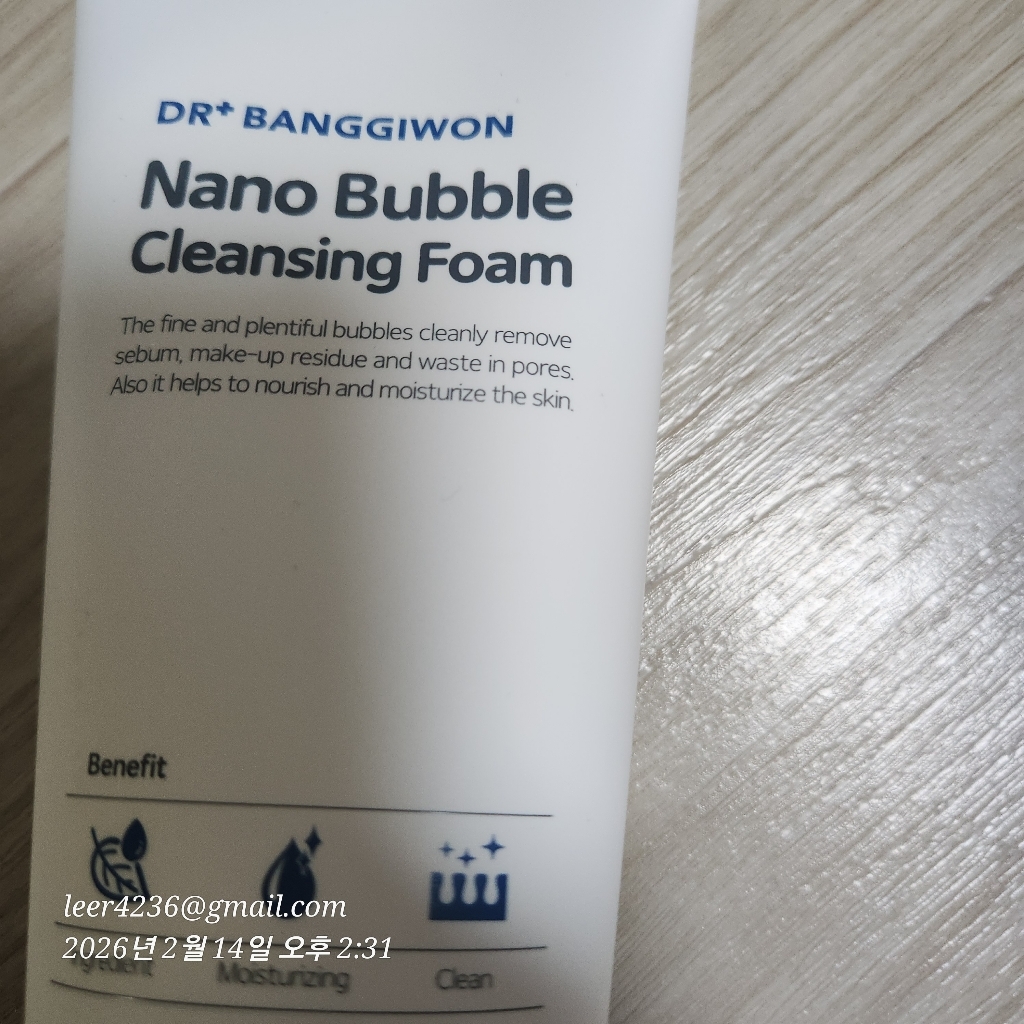 DR+ BANGGIWON
Nano Bubble
Cleansing Foam
The fine and plentiful bubbles cleanly remove
sebum, make-up residue and waste in pores.
Also it helps to nourish and moisturize the skin.
Benefit
leer4236@gmail.com
2026년 2월 14일 오후 2:31
Moisturizing
Clean